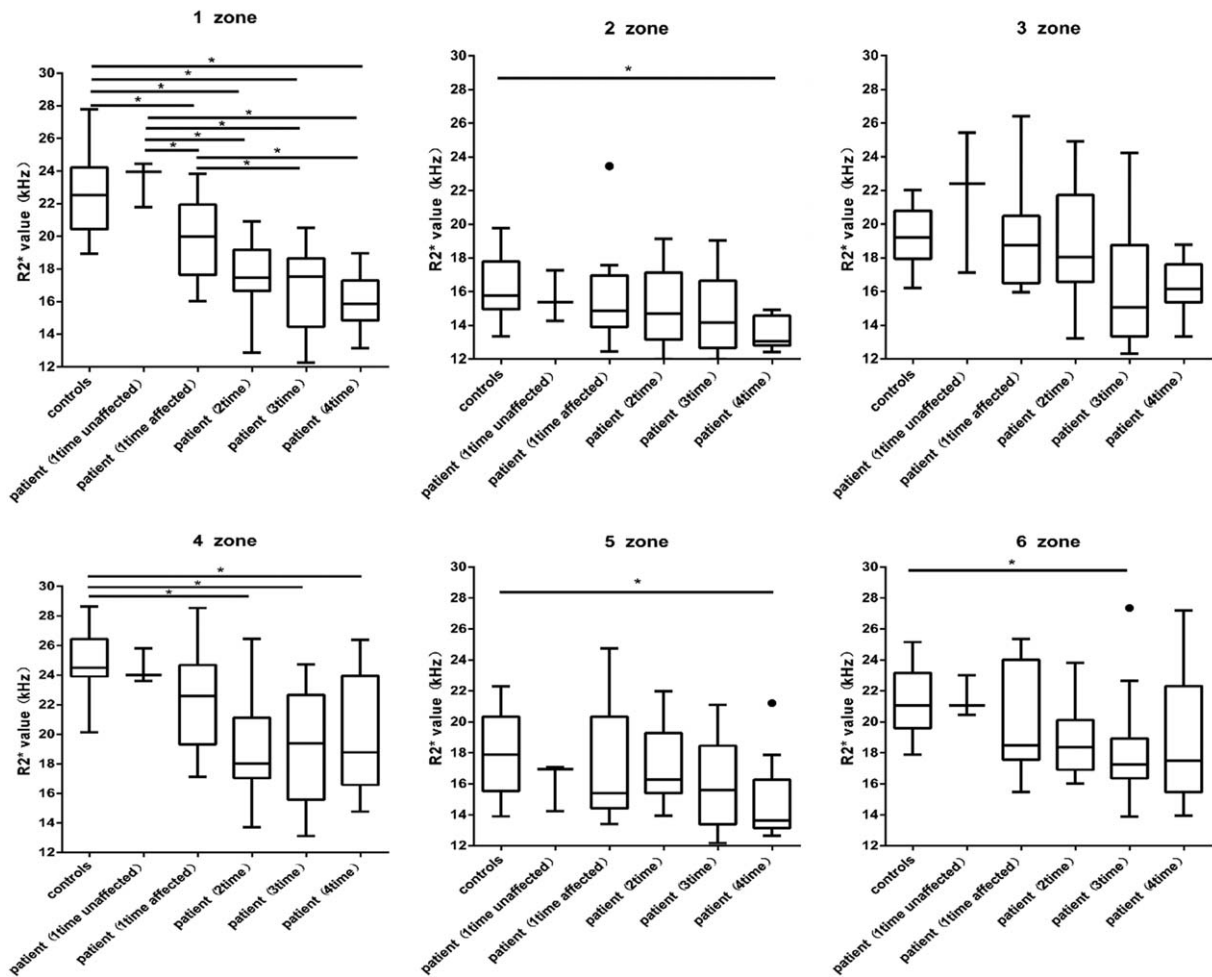 1 zone
R2* value (kHz)
30
28
26
24
22
20
18
16
14
12
*
*
*
*
*
*
*
*
*
*
controls
patient (1time unaffected)
patient (1time affected)
patient (2time)
patient (3time)
patient (4time)
2 zone
R2* value (kHz)
30
28
26
24
22
20
18
16
14
12
*
controls
patient (1time unaffected)
patient (1time affected)
patient (2time)
patient (3time)
patient (4time)
3 zone
R2* value (kHz)
30
28
26
24
22
20
18
16
14
12
controls
patient (1time unaffected)
patient (1time affected)
patient (2time)
patient (3time)
patient (4time)
4 zone
R2* value (kHz)
30
28
26
24
22
20
18
16
14
12
*
*
*
controls
patient (1time unaffected)
patient (1time affected)
patient (2time)
patient (3time)
patient (4time)
5 zone
R2* value (kHz)
30
28
26
24
22
20
18
16
14
12
*
controls
patient (1time unaffected)
patient (1time affected)
patient (2time)
patient (3time)
patient (4time)
6 zone
R2* value (kHz)
30
28
26
24
22
20
18
16
14
12
*
controls
patient (1time unaffected)
patient (1time affected)
patient (2time)
patient (3time)
patient (4time)